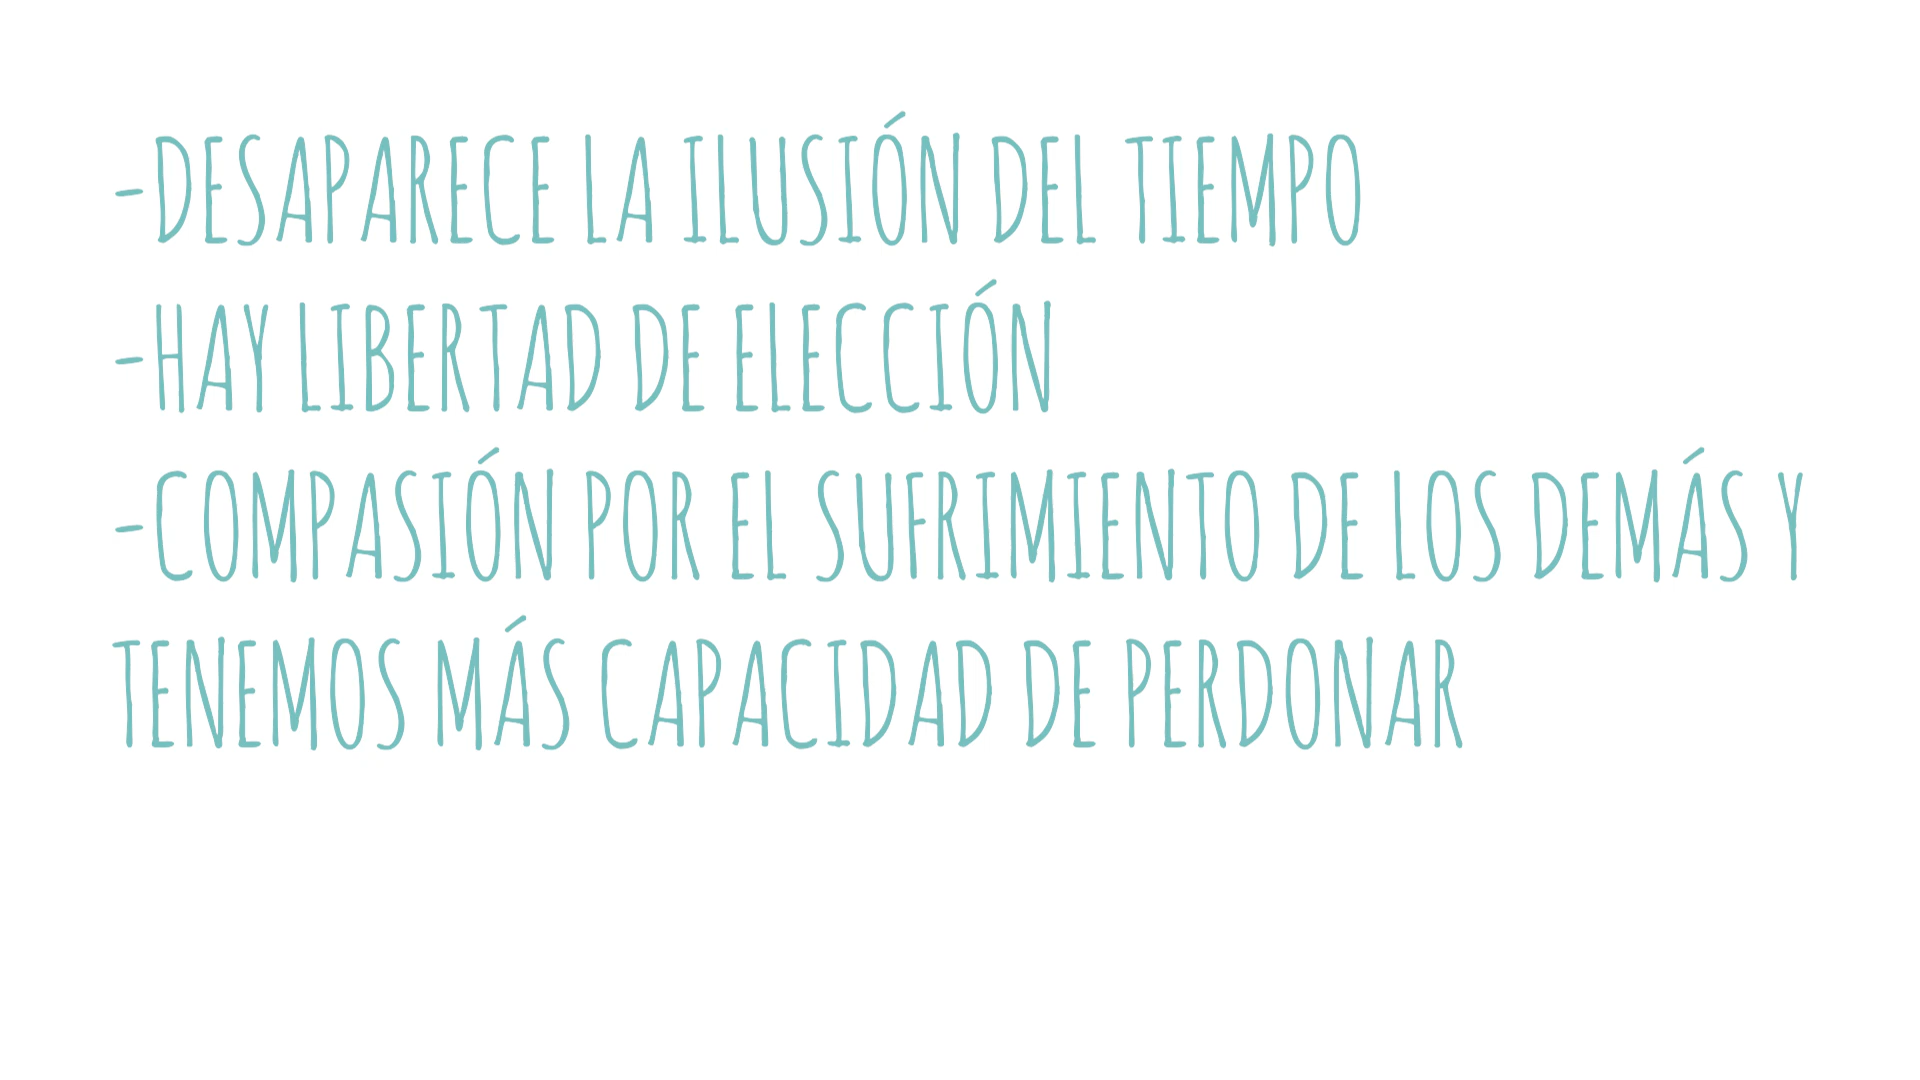 -DESAPARECE LA ILUSIÓN DEL TIEMPO
-HAY LIBERTAD DE ELECCIÓN
-COMPASIÓN POR EL SUFRIMIENTO DE LOS DEMÁS Y
TENEMOS MÁS CAPACIDAD DE PERDONAR